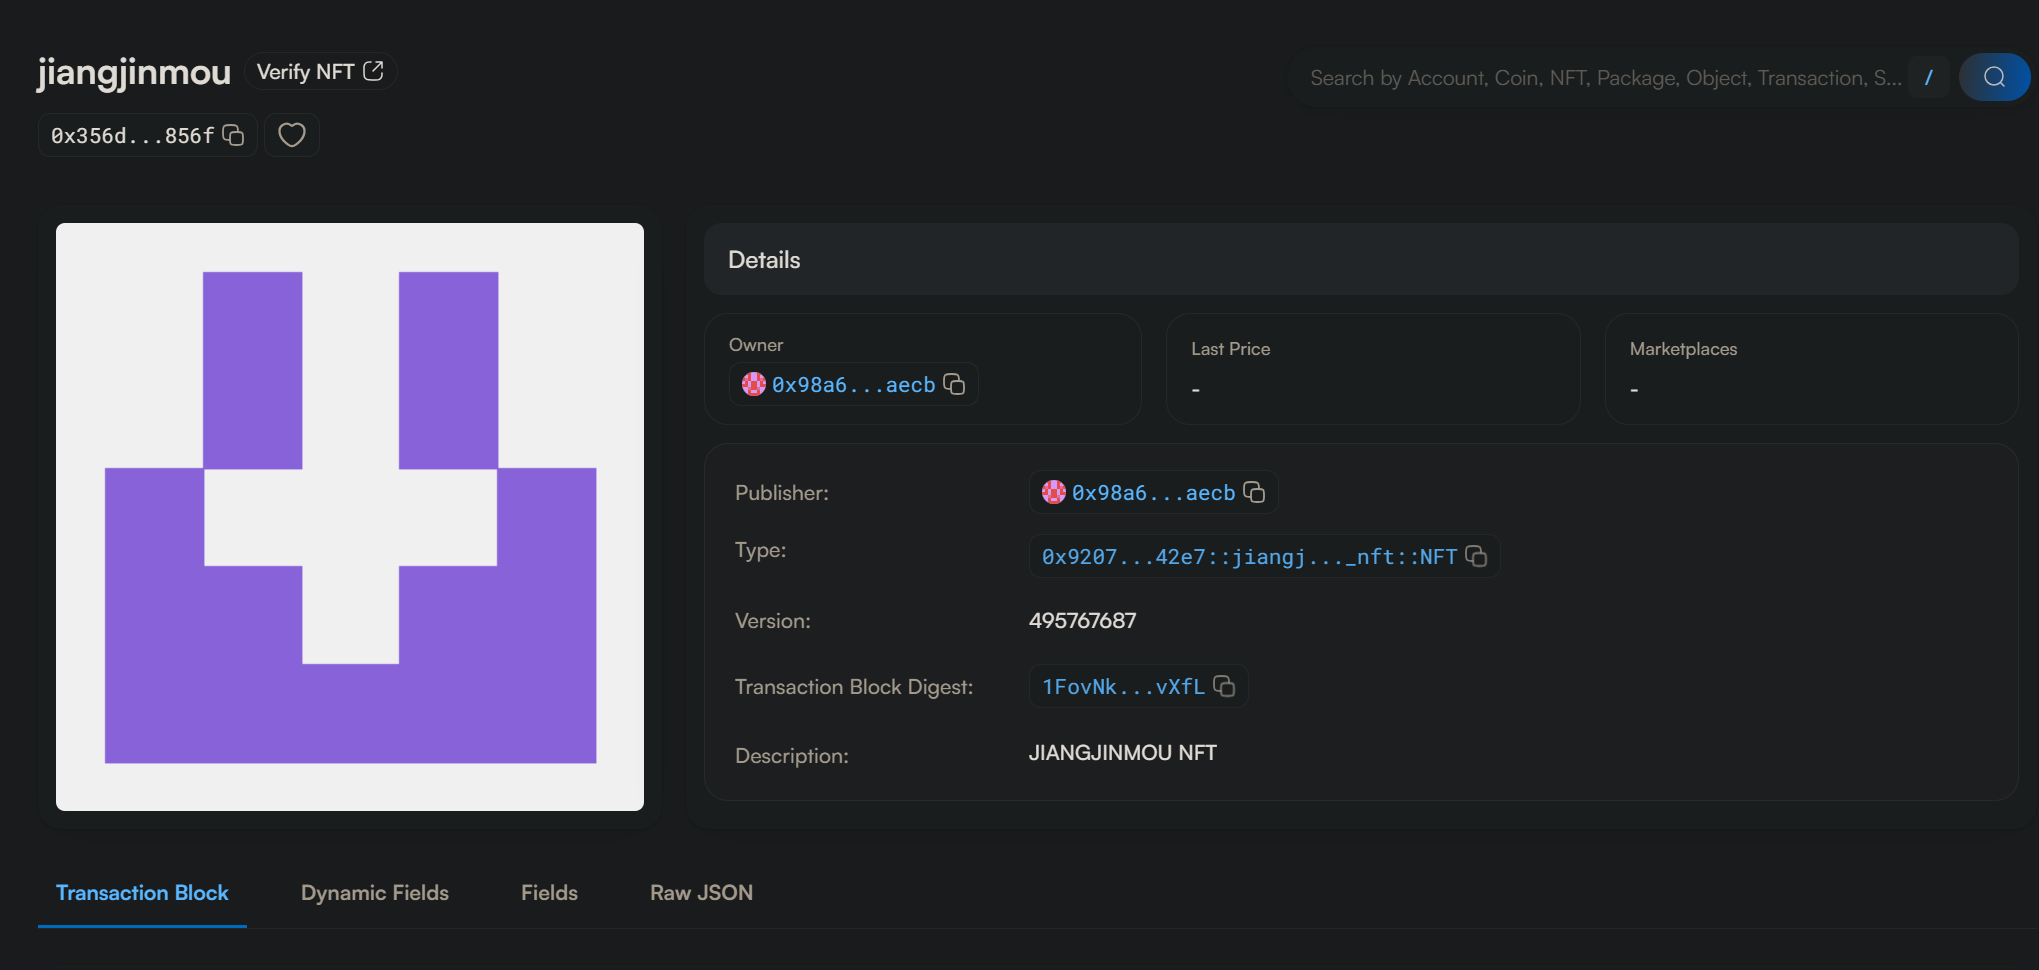 jiangjinmou
Verify NFT
Search by Account, Coin, NFT, Package, Object, Transaction, S...
/
0x356d...856f
Details
Owner
0x98a6...aecb
Last Price
-
Marketplaces
-
Publisher:
0x98a6...aecb
Type:
0x9207...42e7::jiangj..._nft::NFT
Version:
495767687
Transaction Block Digest:
1FovNk...vXfL
Description:
JIANGJINMOU NFT
Transaction Block
Dynamic Fields
Fields
Raw JSON